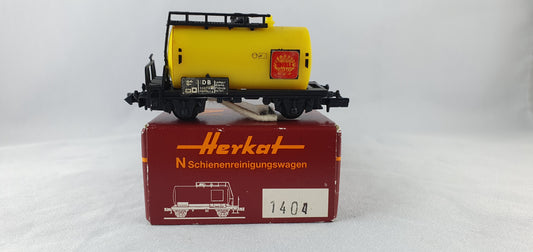 SHELL
DB
Herkat
N Schienenreinigungswagen
1404